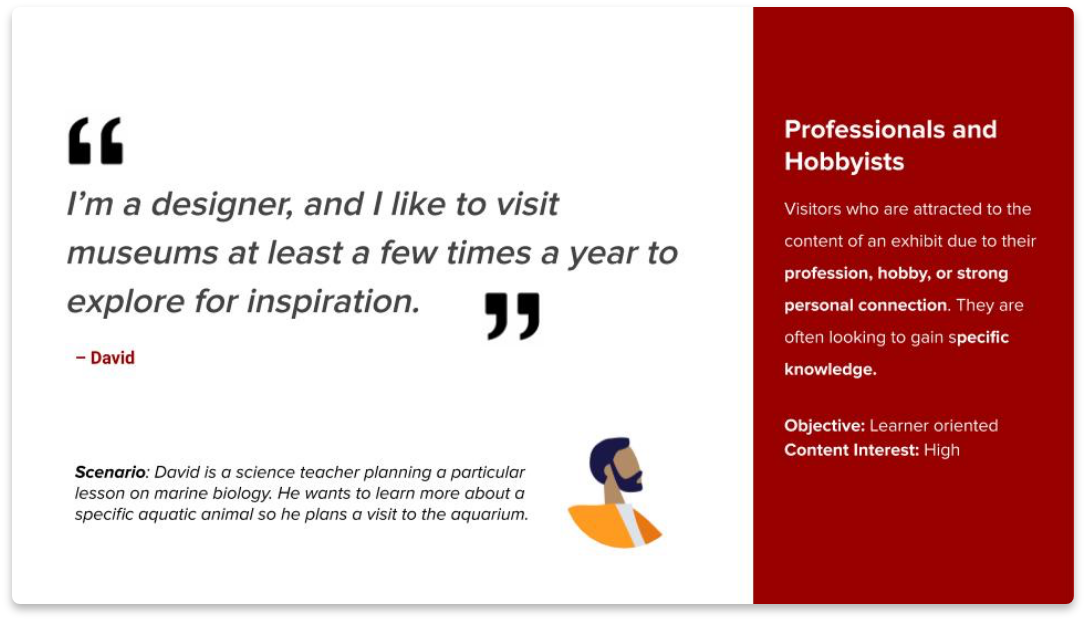 “
I’m a designer, and I like to visit
museums at least a few times a year to
explore for inspiration.
”
– David
Scenario: David is a science teacher planning a particular
lesson on marine biology. He wants to learn more about a
specific aquatic animal so he plans a visit to the aquarium.
Professionals and
Hobbyists
Visitors who are attracted to the
content of an exhibit due to their
profession, hobby, or strong
personal connection. They are
often looking to gain specific
knowledge.
Objective: Learner oriented
Content Interest: High